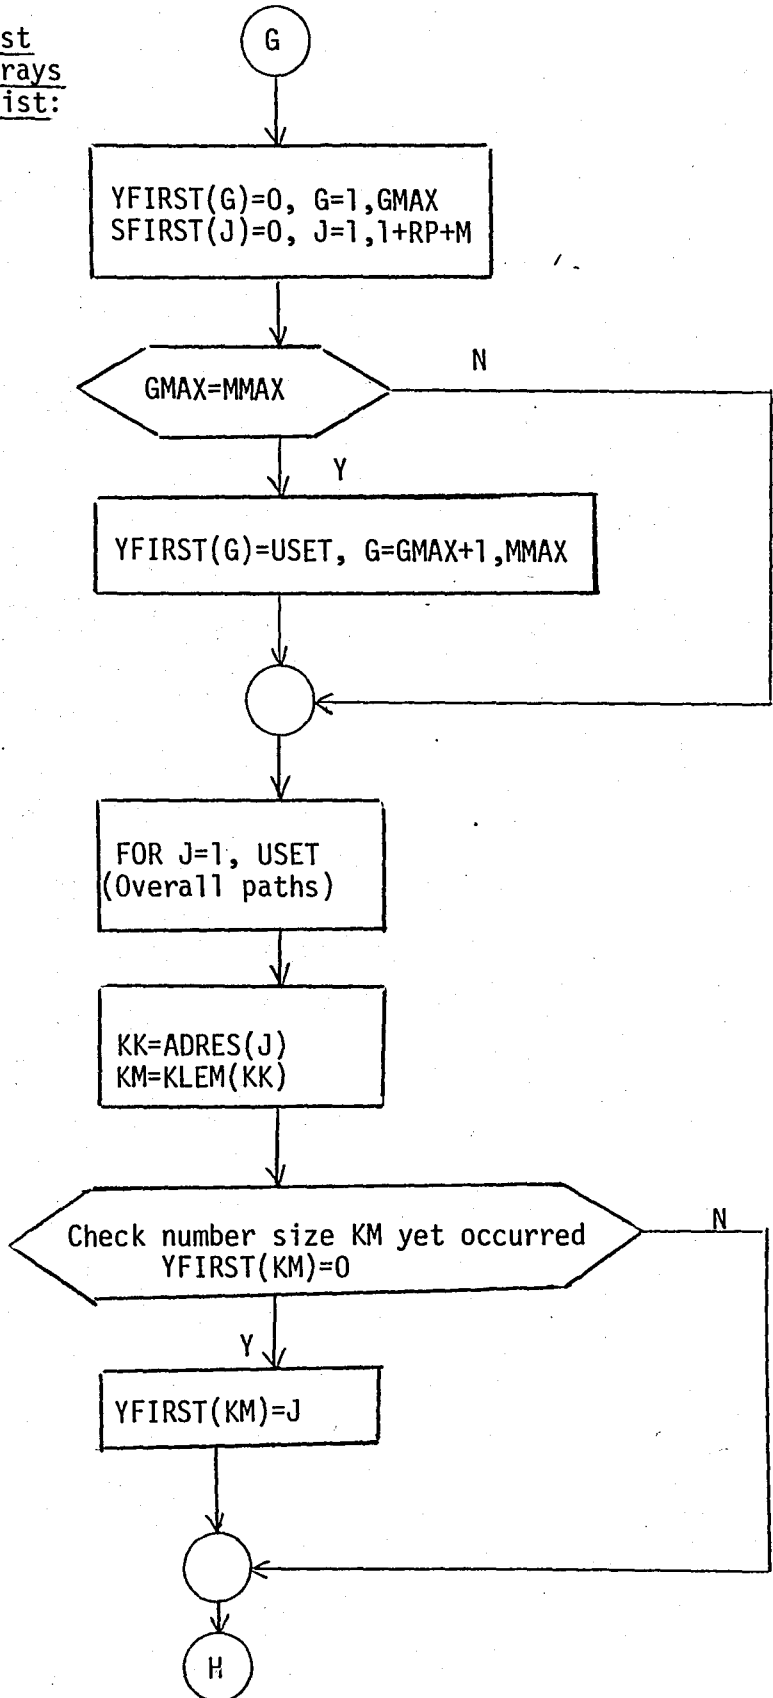 st
rays
ist:
G
YFIRST(G)=0, G=1,GMAX
SFIRST(J)=0, J=1,1+RP+M
GMAX=MMAX
N
Y
YFIRST(G)=USET, G=GMAX+1,MMAX
FOR J=1, USET
(Overall paths)
KK=ADRES(J)
KM=KLEM(KK)
Check number size KM yet occurred
YFIRST(KM)=0
N
Y
YFIRST(KM)=J
H